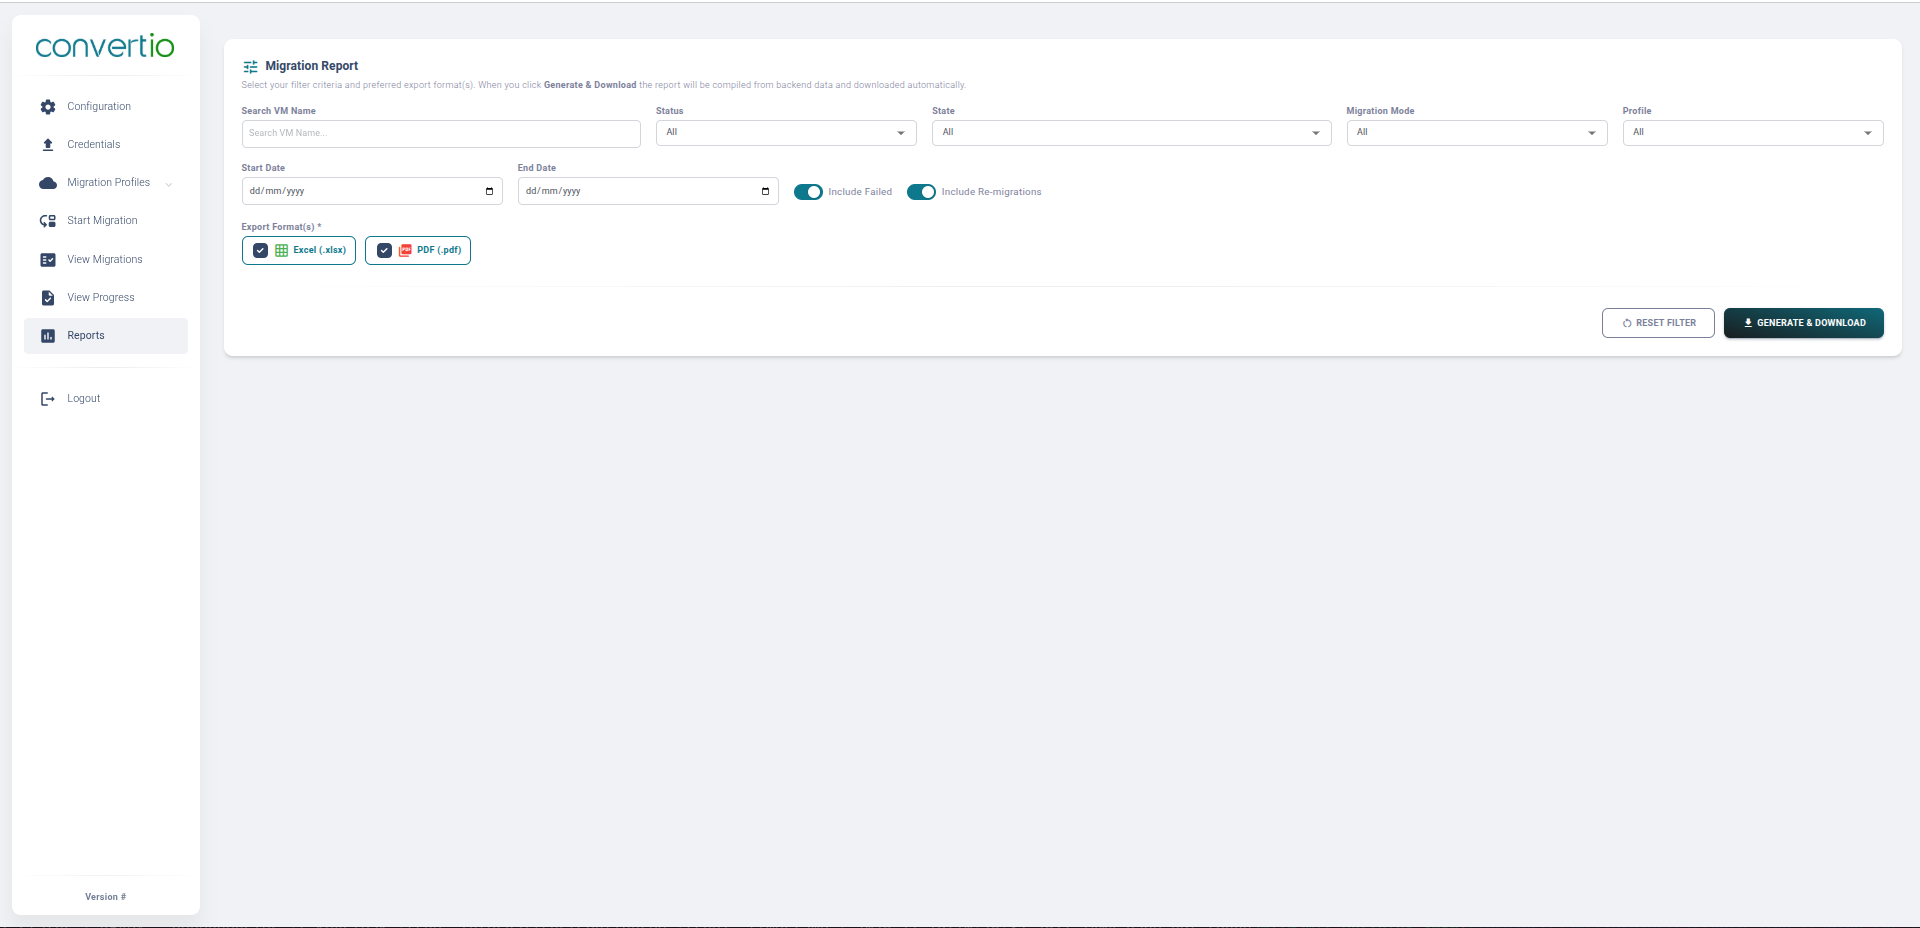 convertio
Configuration
Credentials
Migration Profiles
Start Migration
View Migrations
View Progress
Reports
Logout
Version #
Migration Report
Select your filter criteria and preferred export format(s). When you click Generate & Download the report will be compiled from backend data and downloaded automatically.
Search VM Name Status State Migration Mode Profile
Search VM Name... All All All All
Start Date End Date
dd/mm/yyyy dd/mm/yyyy Include Failed Include Re-migrations
Export Format(s) *
Excel (.xlsx) PDF PDF (.pdf)
RESET FILTER GENERATE & DOWNLOAD